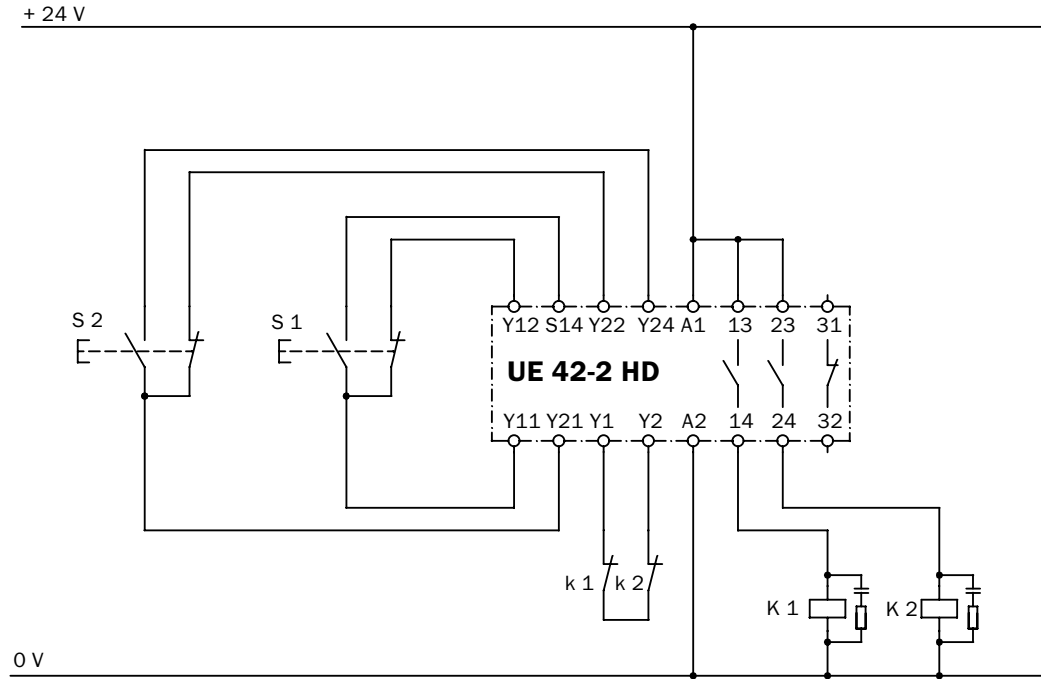 + 24 V
S 2
S 1
Y12 S14 Y22 Y24 A1 13 23 31
UE 42-2 HD
Y11 Y21 Y1 Y2 A2 14 24 32
k 1 k 2
K 1 K 2
0 V